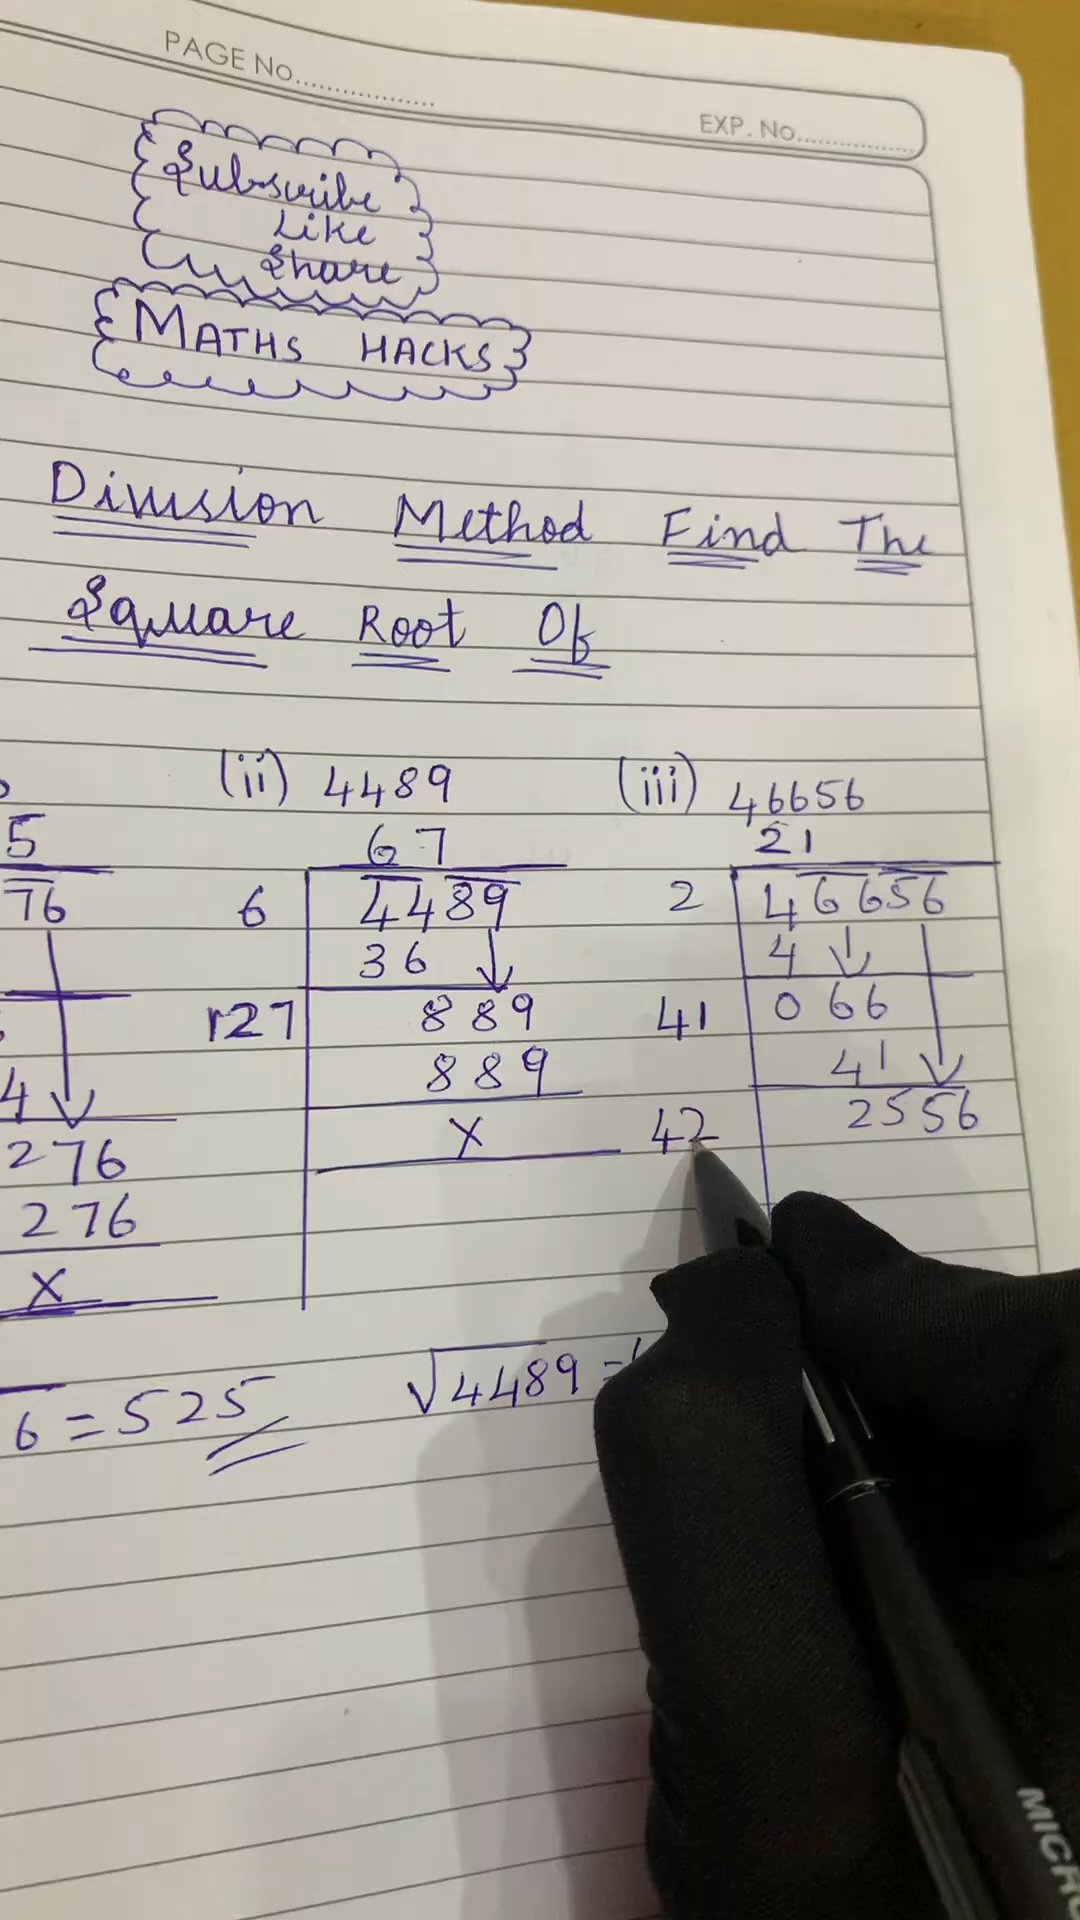 PAGE No.
EXP. No.
Subscribe
Like
Share
MATHS HACKS
Division Method Find The
Square Root Of
(ii) 4489
(iii) 46656
5
67
21
76
6
4489
2
46656
36
4
127
889
41
066
4
889
41
276
X
42
2556
276
X
6 = 525
√4489 =
MICR